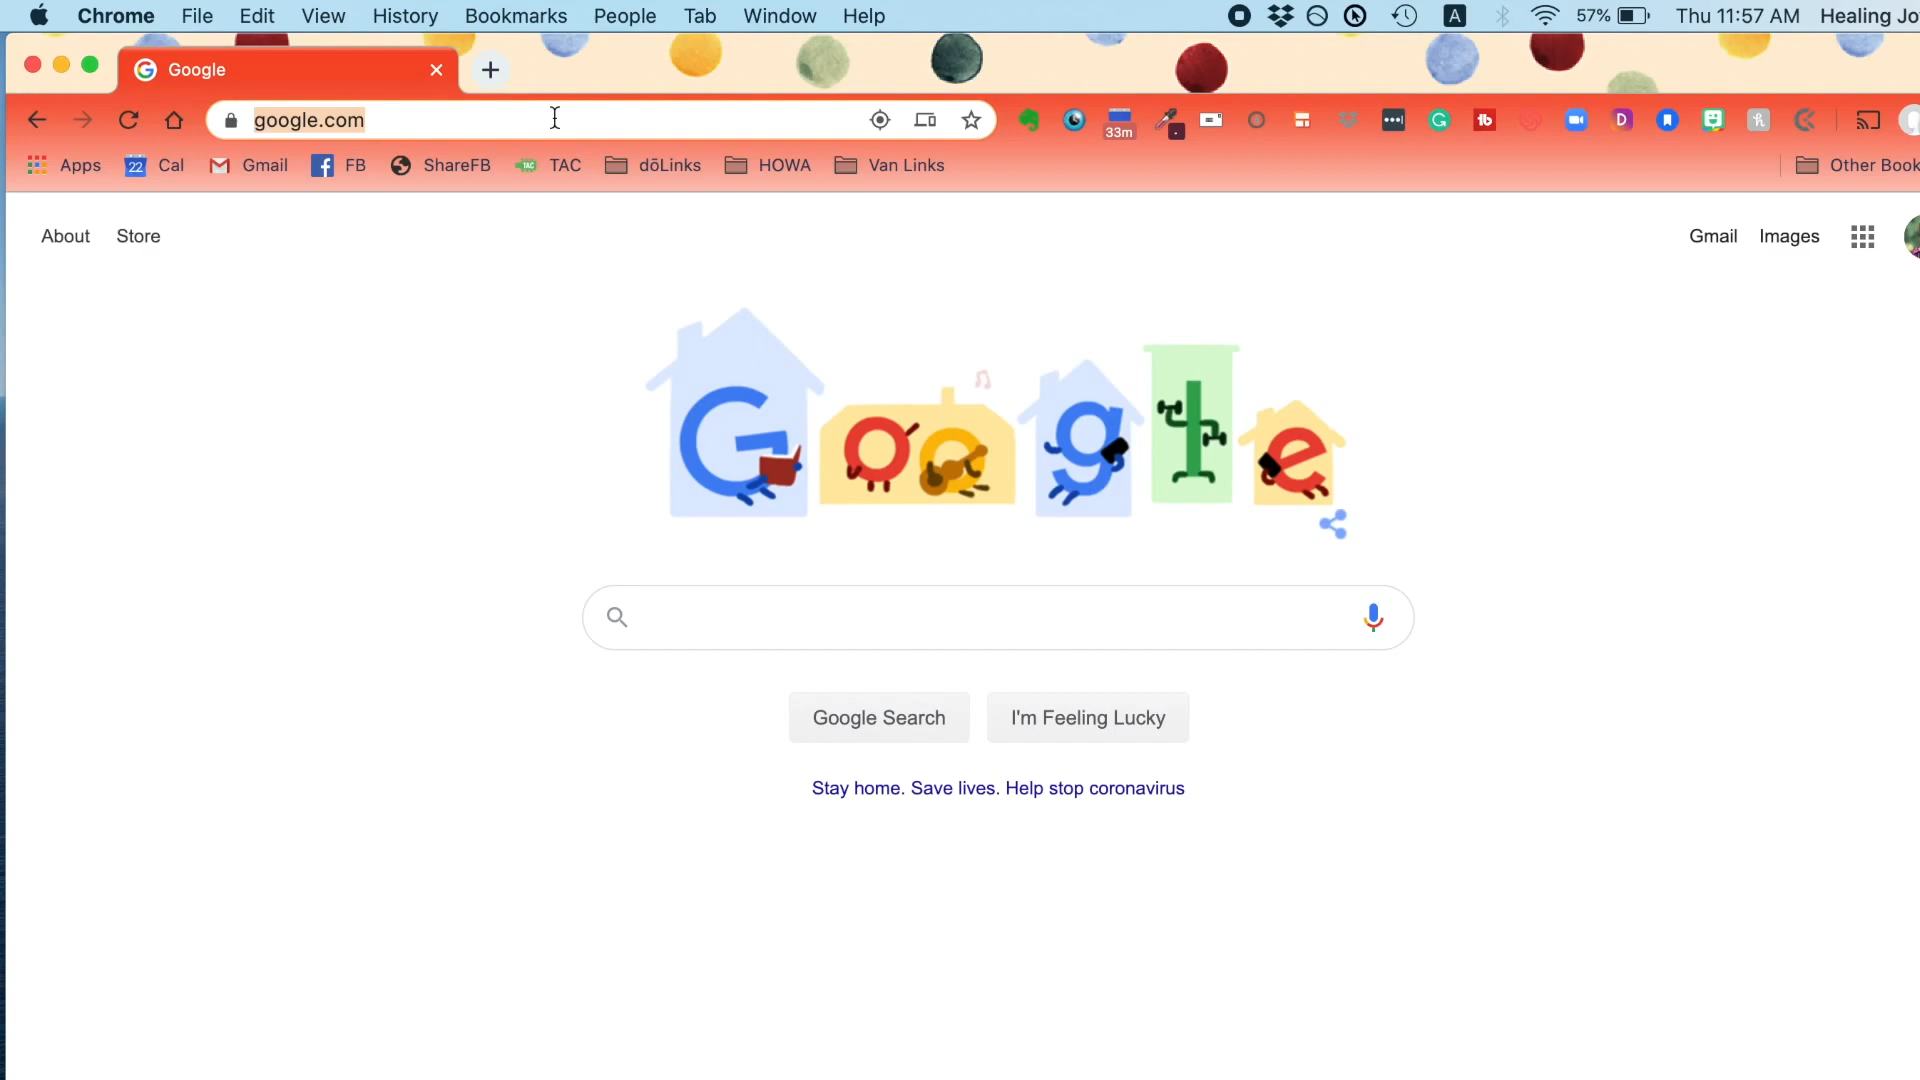 Chrome File Edit View History Bookmarks People Tab Window Help A 57% Thu 11:57 AM Healing Jo
Google
google.com 33m
Apps 22 Cal Gmail FB ShareFB TAC TAC dōLinks HOWA Van Links Other Book
About Store Gmail Images
Google
Google Search I'm Feeling Lucky
Stay home. Save lives. Help stop coronavirus